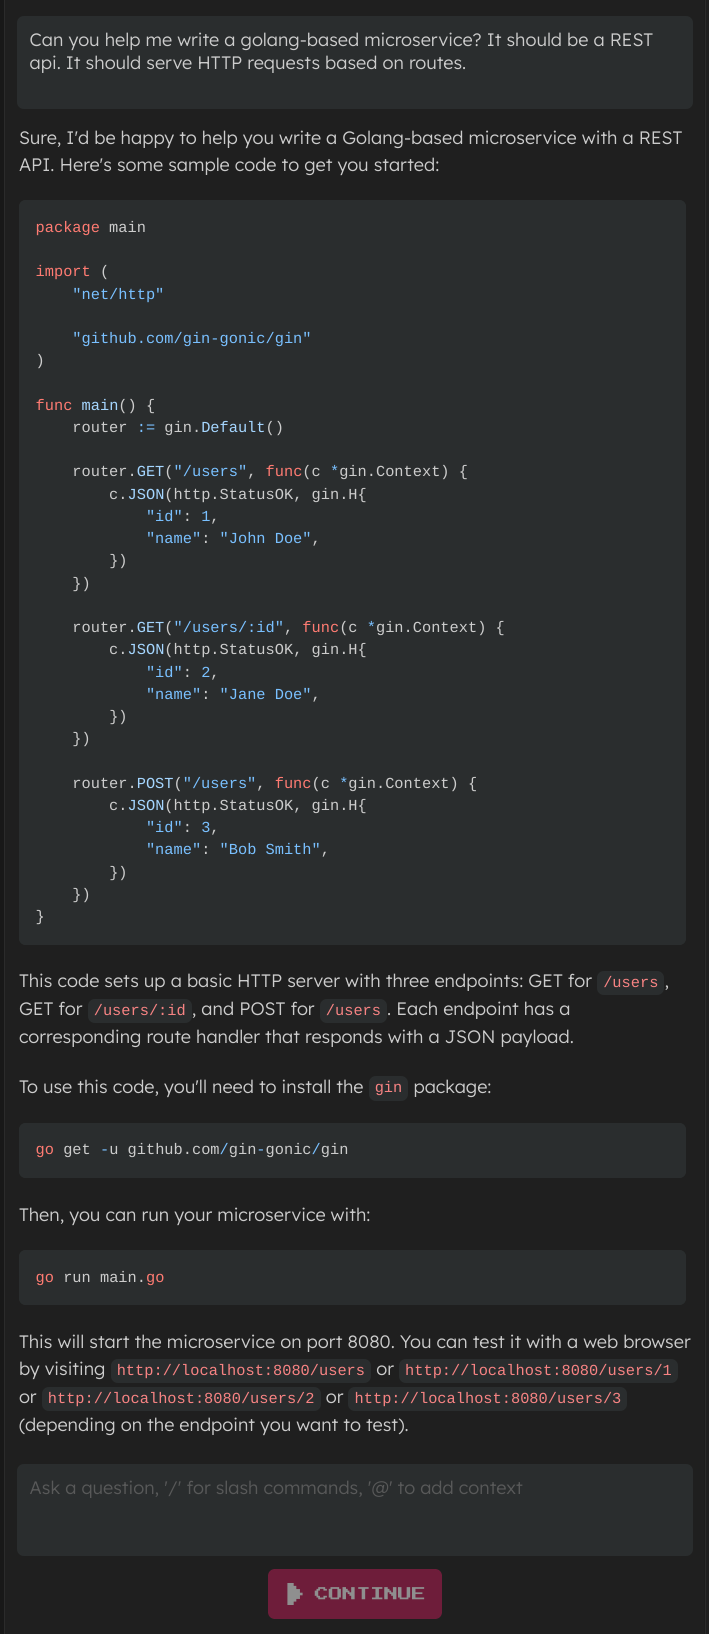 Can you help me write a golang-based microservice? It should be a REST
api. It should serve HTTP requests based on routes.
Sure, I'd be happy to help you write a Golang-based microservice with a REST
API. Here's some sample code to get you started:
package main
import (
    "net/http"
    "github.com/gin-gonic/gin"
)
func main() {
    router := gin.Default()
    router.GET("/users", func(c *gin.Context) {
        c.JSON(http.StatusOK, gin.H{
            "id": 1,
            "name": "John Doe",
        })
    })
    router.GET("/users/:id", func(c *gin.Context) {
        c.JSON(http.StatusOK, gin.H{
            "id": 2,
            "name": "Jane Doe",
        })
    })
    router.POST("/users", func(c *gin.Context) {
        c.JSON(http.StatusOK, gin.H{
            "id": 3,
            "name": "Bob Smith",
        })
    })
}
This code sets up a basic HTTP server with three endpoints: GET for /users,
GET for /users/:id, and POST for /users. Each endpoint has a
corresponding route handler that responds with a JSON payload.
To use this code, you'll need to install the gin package:
go get -u github.com/gin-gonic/gin
Then, you can run your microservice with:
go run main.go
This will start the microservice on port 8080. You can test it with a web browser
by visiting http://localhost:8080/users or http://localhost:8080/users/1
or http://localhost:8080/users/2 or http://localhost:8080/users/3
(depending on the endpoint you want to test).
Ask a question, '/' for slash commands, '@' to add context
CONTINUE